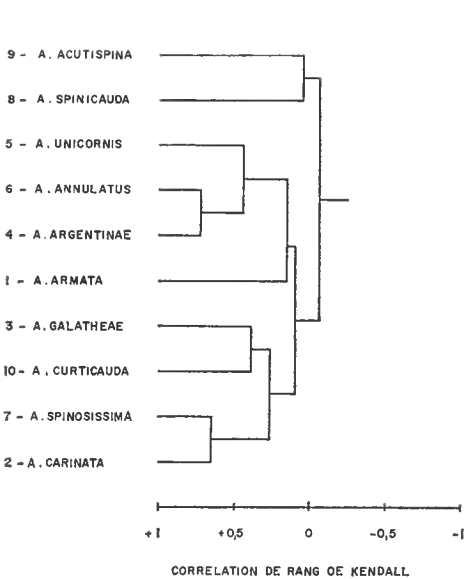 9 - A. ACUTISPINA
8 - A. SPINICAUDA
5 - A. UNICORNIS
6 - A. ANNULATUS
4 - A. ARGENTINAE
1 - A. ARMATA
3 - A. GALATHEAE
10 - A. CURTICAUDA
7 - A. SPINOSISSIMA
2 - A. CARINATA
+1 +0,5 0 -0,5 -1
CORRELATION DE RANG OE KENDALL